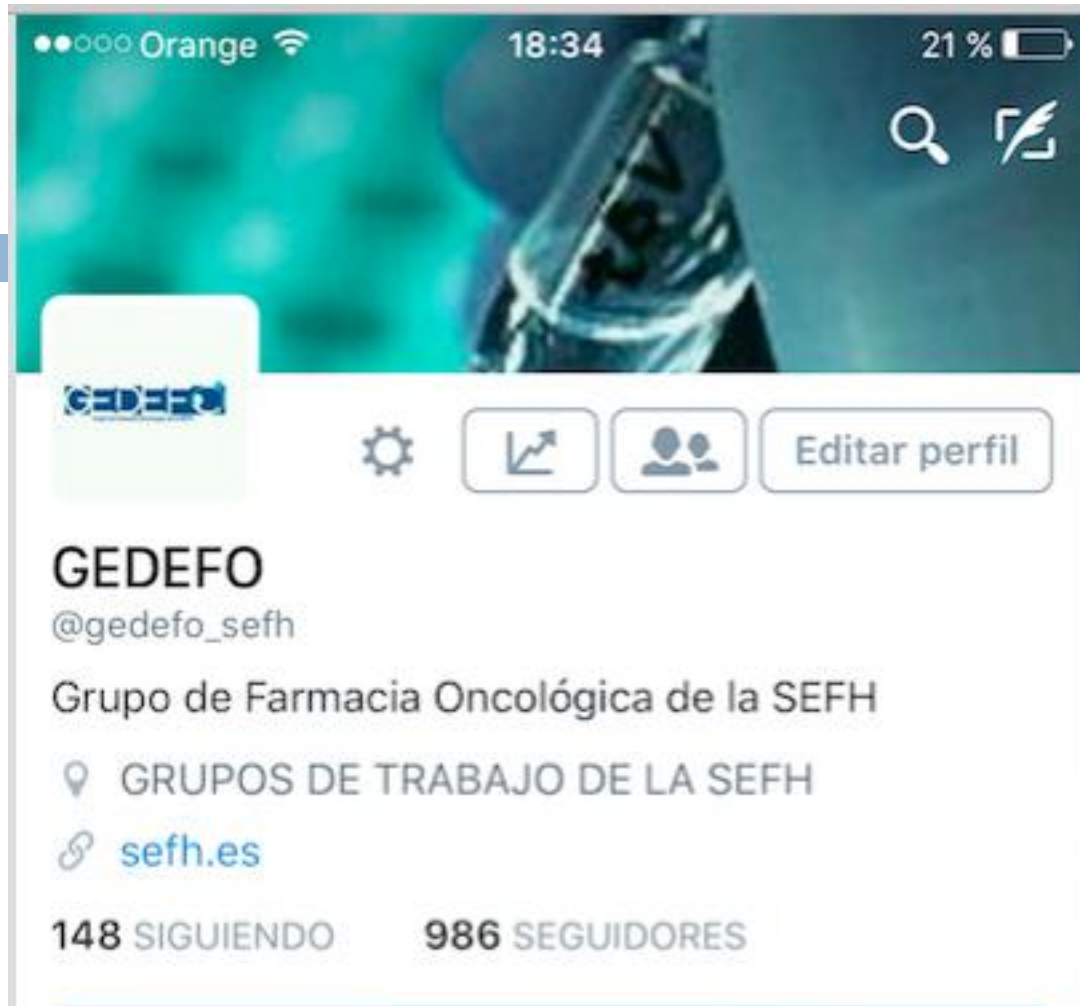 Orange 18:34 21 %
GEDEFO
Editar perfil
GEDEFO
@gedefo_sefh
Grupo de Farmacia Oncológica de la SEFH
GRUPOS DE TRABAJO DE LA SEFH
sefh.es
148 SIGUIENDO 986 SEGUIDORES